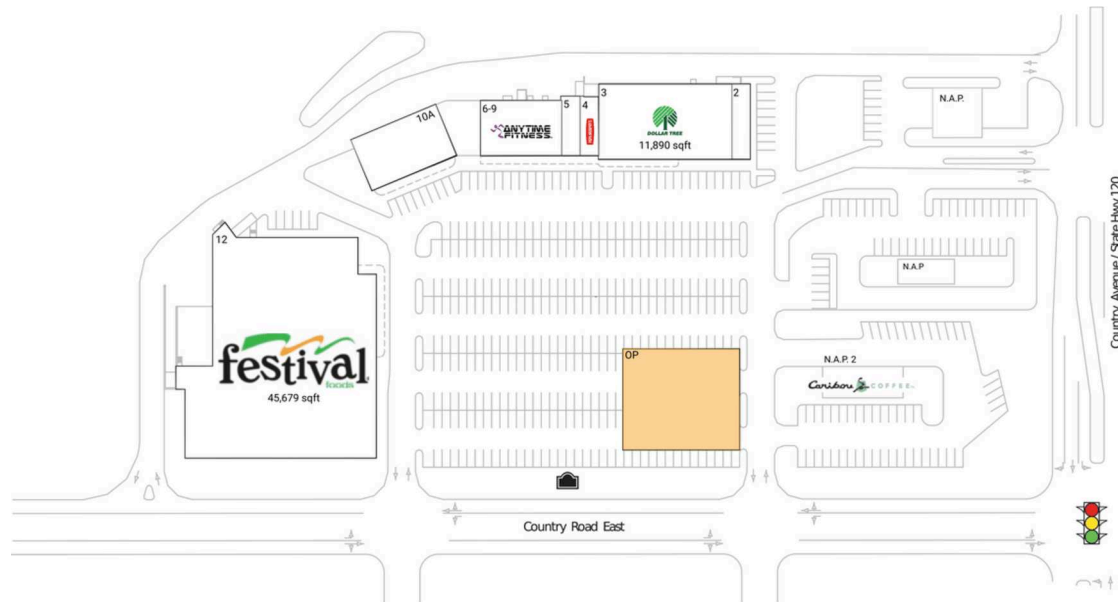 3
2
N.A.P.
6-9
5
4
10A
ANYTIME
FITNESS
DOLLAR TREE
11,890 sqft
12
N.A.P
Country Avenue / State Hwy 120
OP
N.A.P. 2
festival
foods
Caribou COFFEE
45,679 sqft
Country Road East